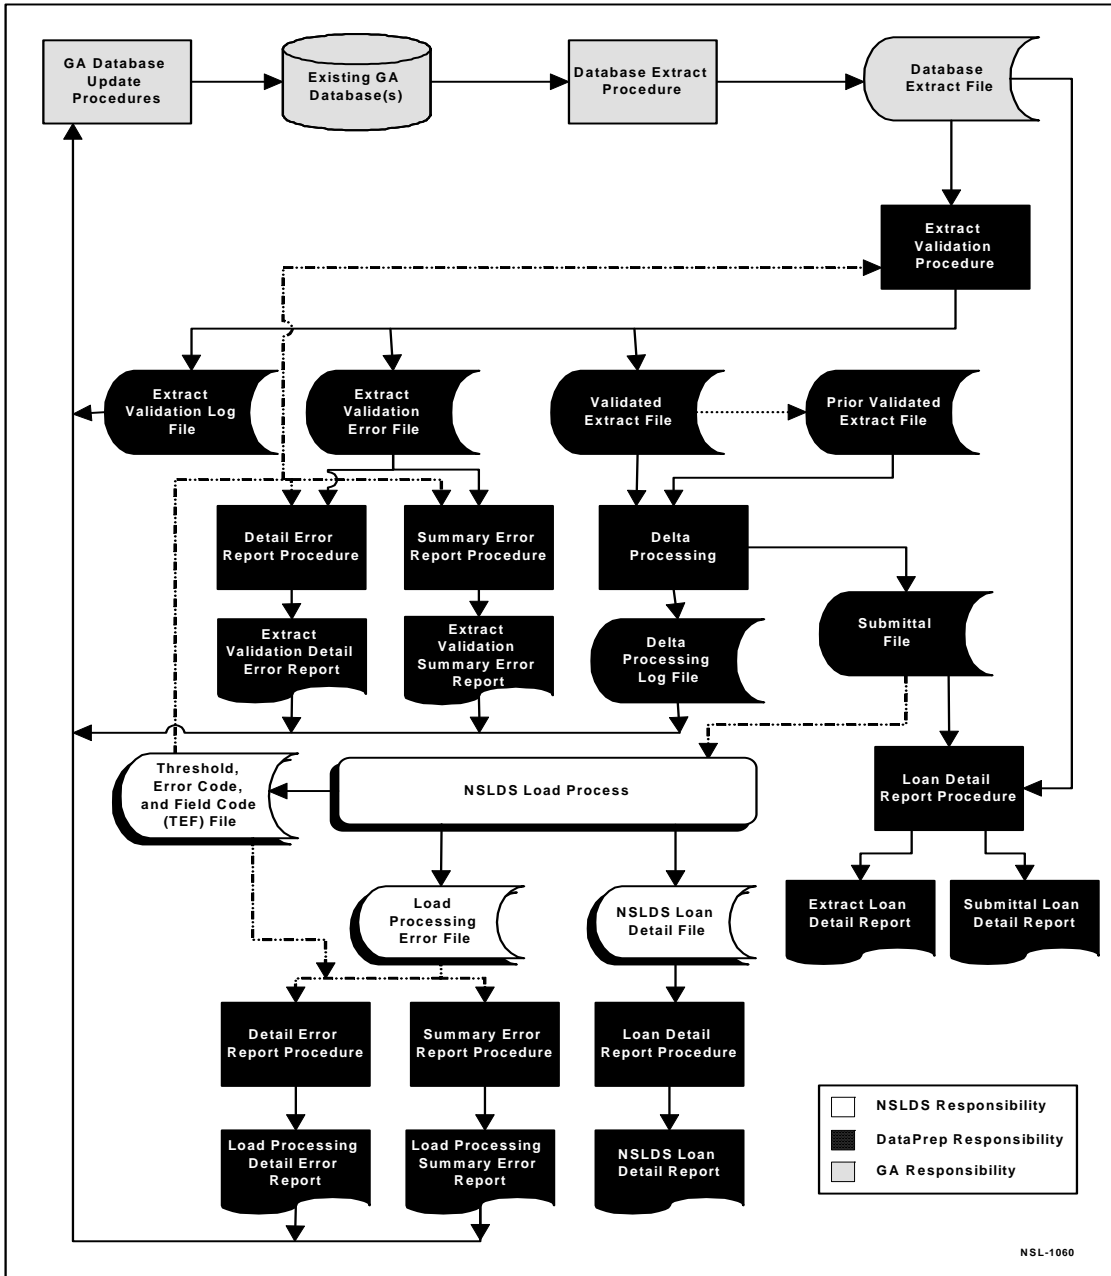 GA Database
Update
Procedures
Existing GA
Database(s)
Database Extract
Procedure
Database
Extract File
Extract
Validation
Procedure
Extract
Validation Log
File
Extract
Validation
Error File
Validated
Extract File
Prior Validated
Extract File
Detail Error
Report Procedure
Summary Error
Report Procedure
Delta
Processing
Extract
Validation Detail
Error Report
Extract
Validation
Summary Error
Report
Delta
Processing
Log File
Submittal
File
Threshold,
Error Code,
and Field Code
(TEF) File
NSLDS Load Process
Loan Detail
Report Procedure
Load
Processing
Error File
NSLDS Loan
Detail File
Extract Loan
Detail Report
Submittal Loan
Detail Report
Detail Error
Report Procedure
Summary Error
Report Procedure
Loan Detail
Report Procedure
Load Processing
Detail Error
Report
Load Processing
Summary Error
Report
NSLDS Loan
Detail Report
NSLDS Responsibility
DataPrep Responsibility
GA Responsibility
NSL-1060